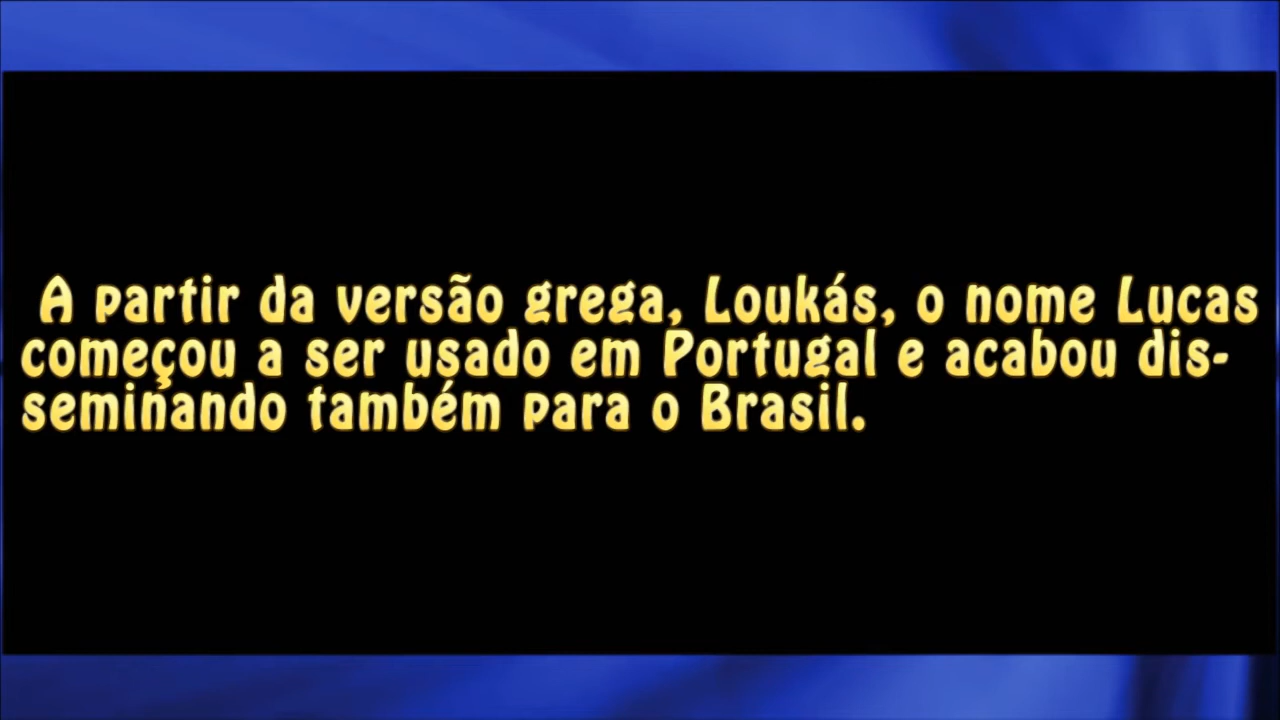 A partir da versão grega, Loukás, o nome Lucas
começou a ser usado em Portugal e acabou dis-
seminando também para o Brasil.